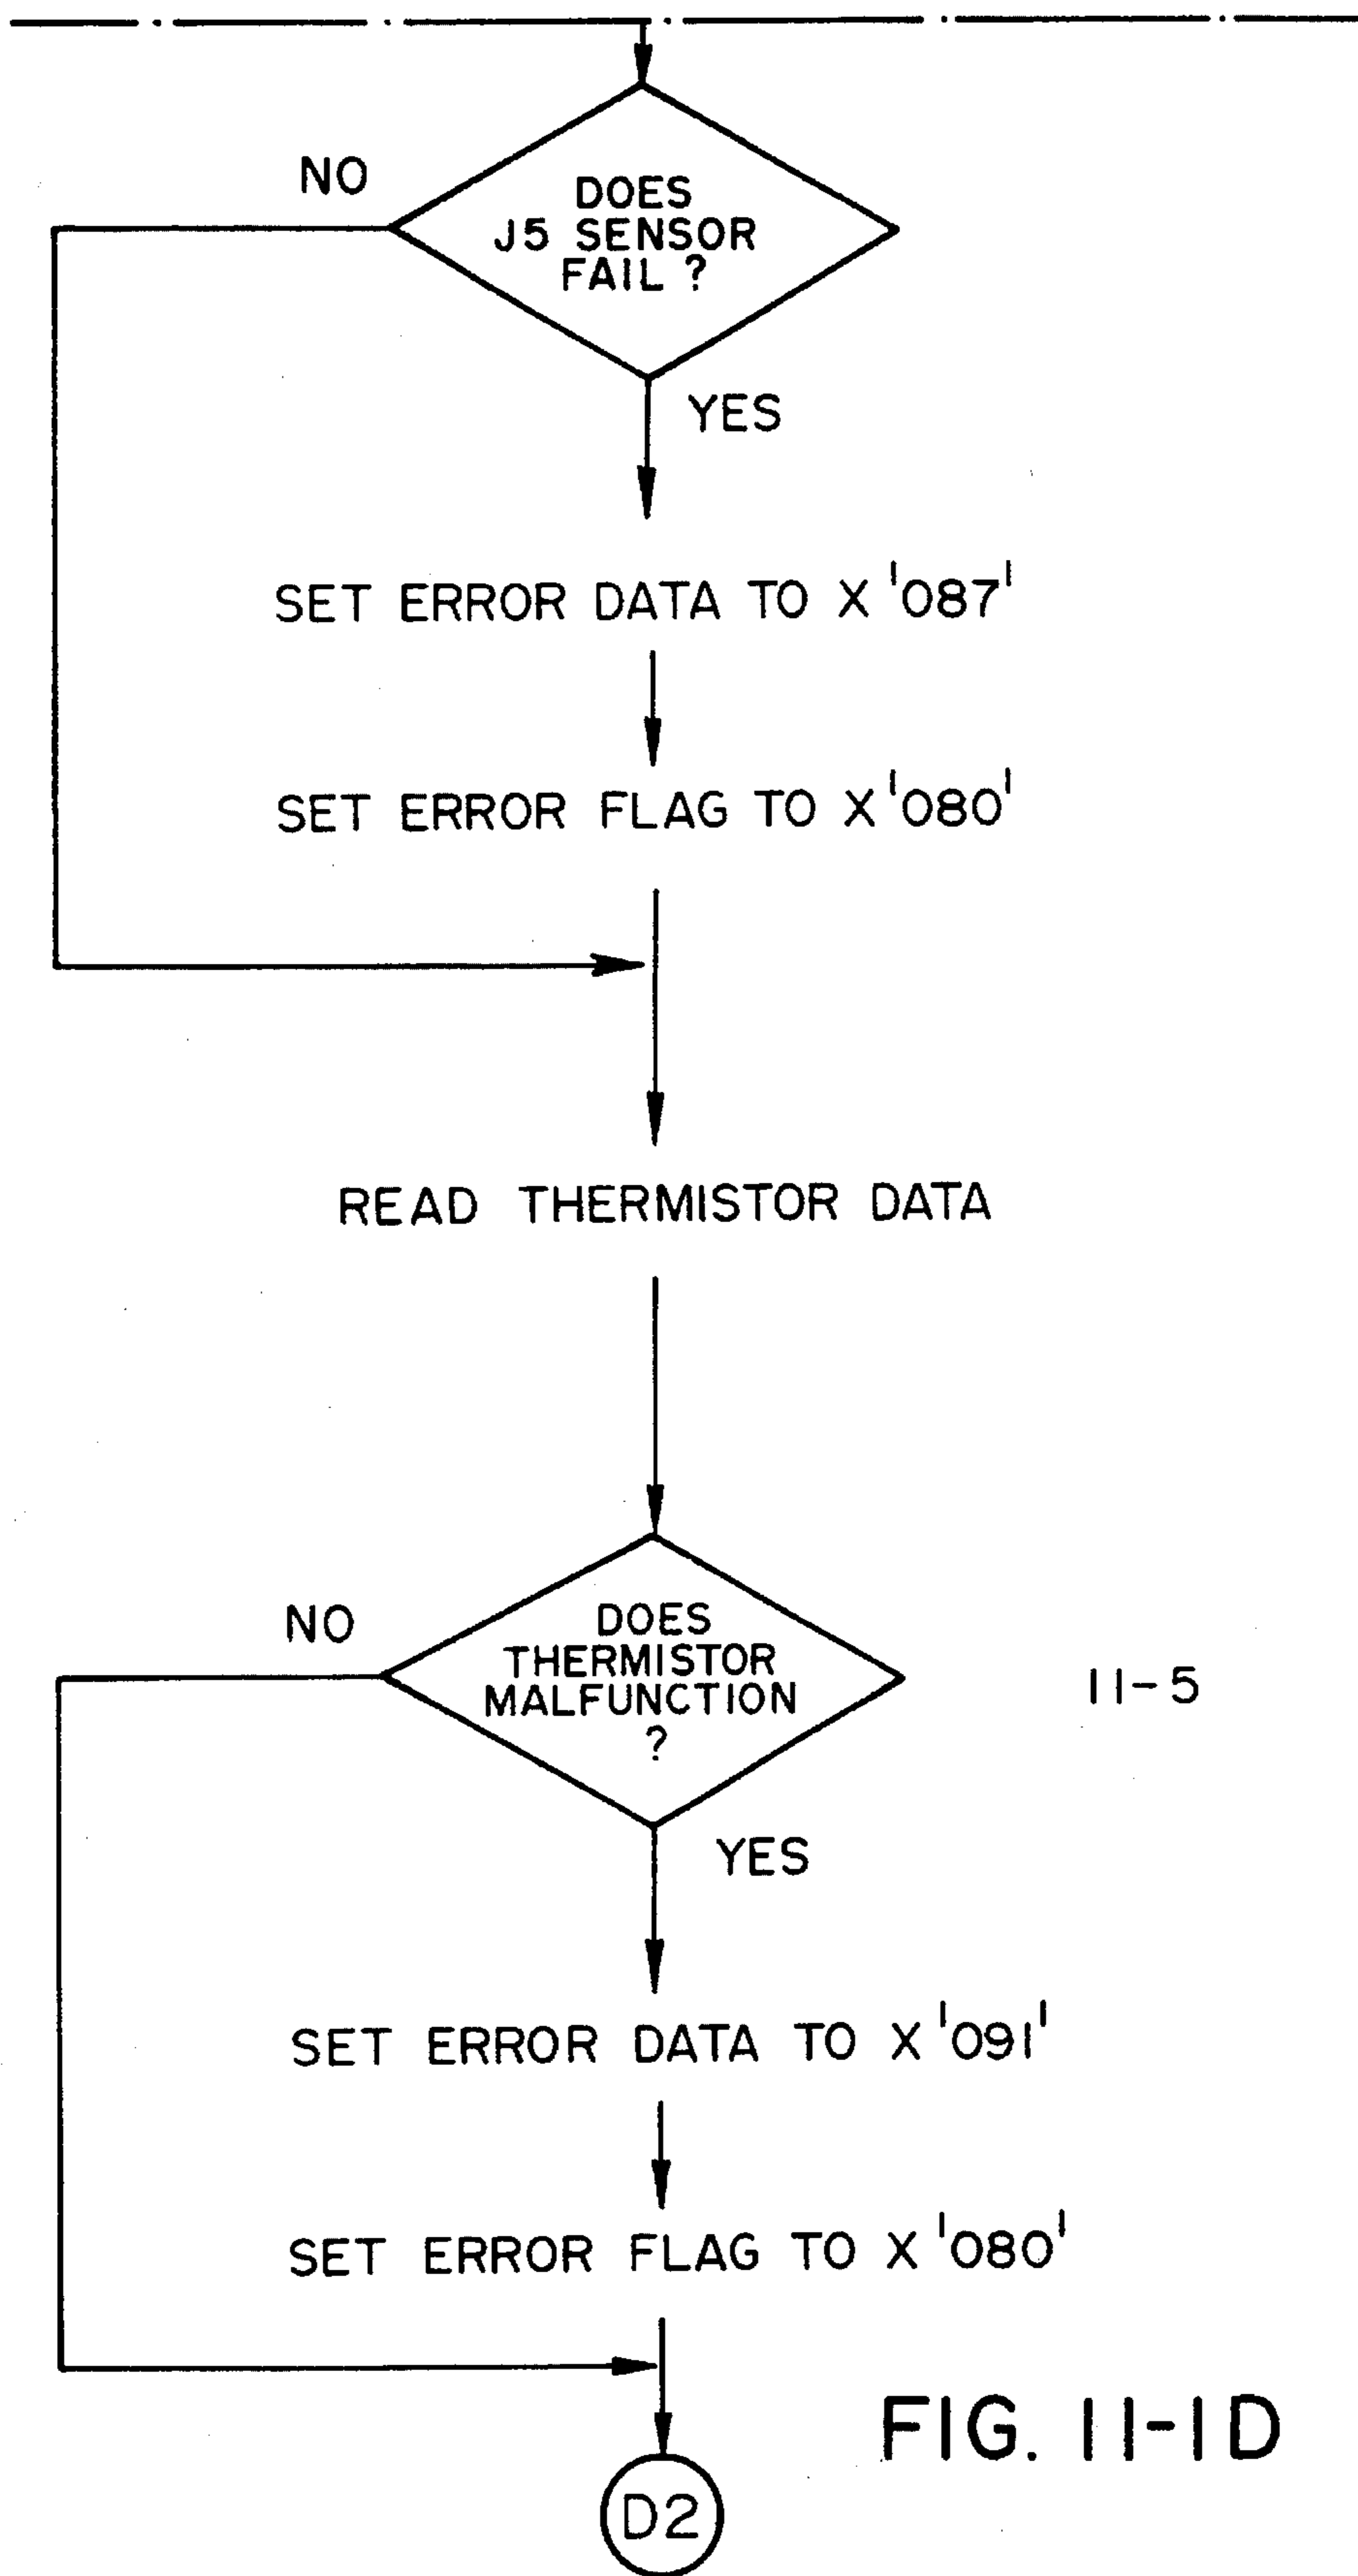 NO
DOES
J5 SENSOR
FAIL ?
YES
SET ERROR DATA TO X '087'
SET ERROR FLAG TO X '080'
READ THERMISTOR DATA
NO
DOES
THERMISTOR
MALFUNCTION
?
11-5
YES
SET ERROR DATA TO X '091'
SET ERROR FLAG TO X '080'
FIG. 11-1D
D2